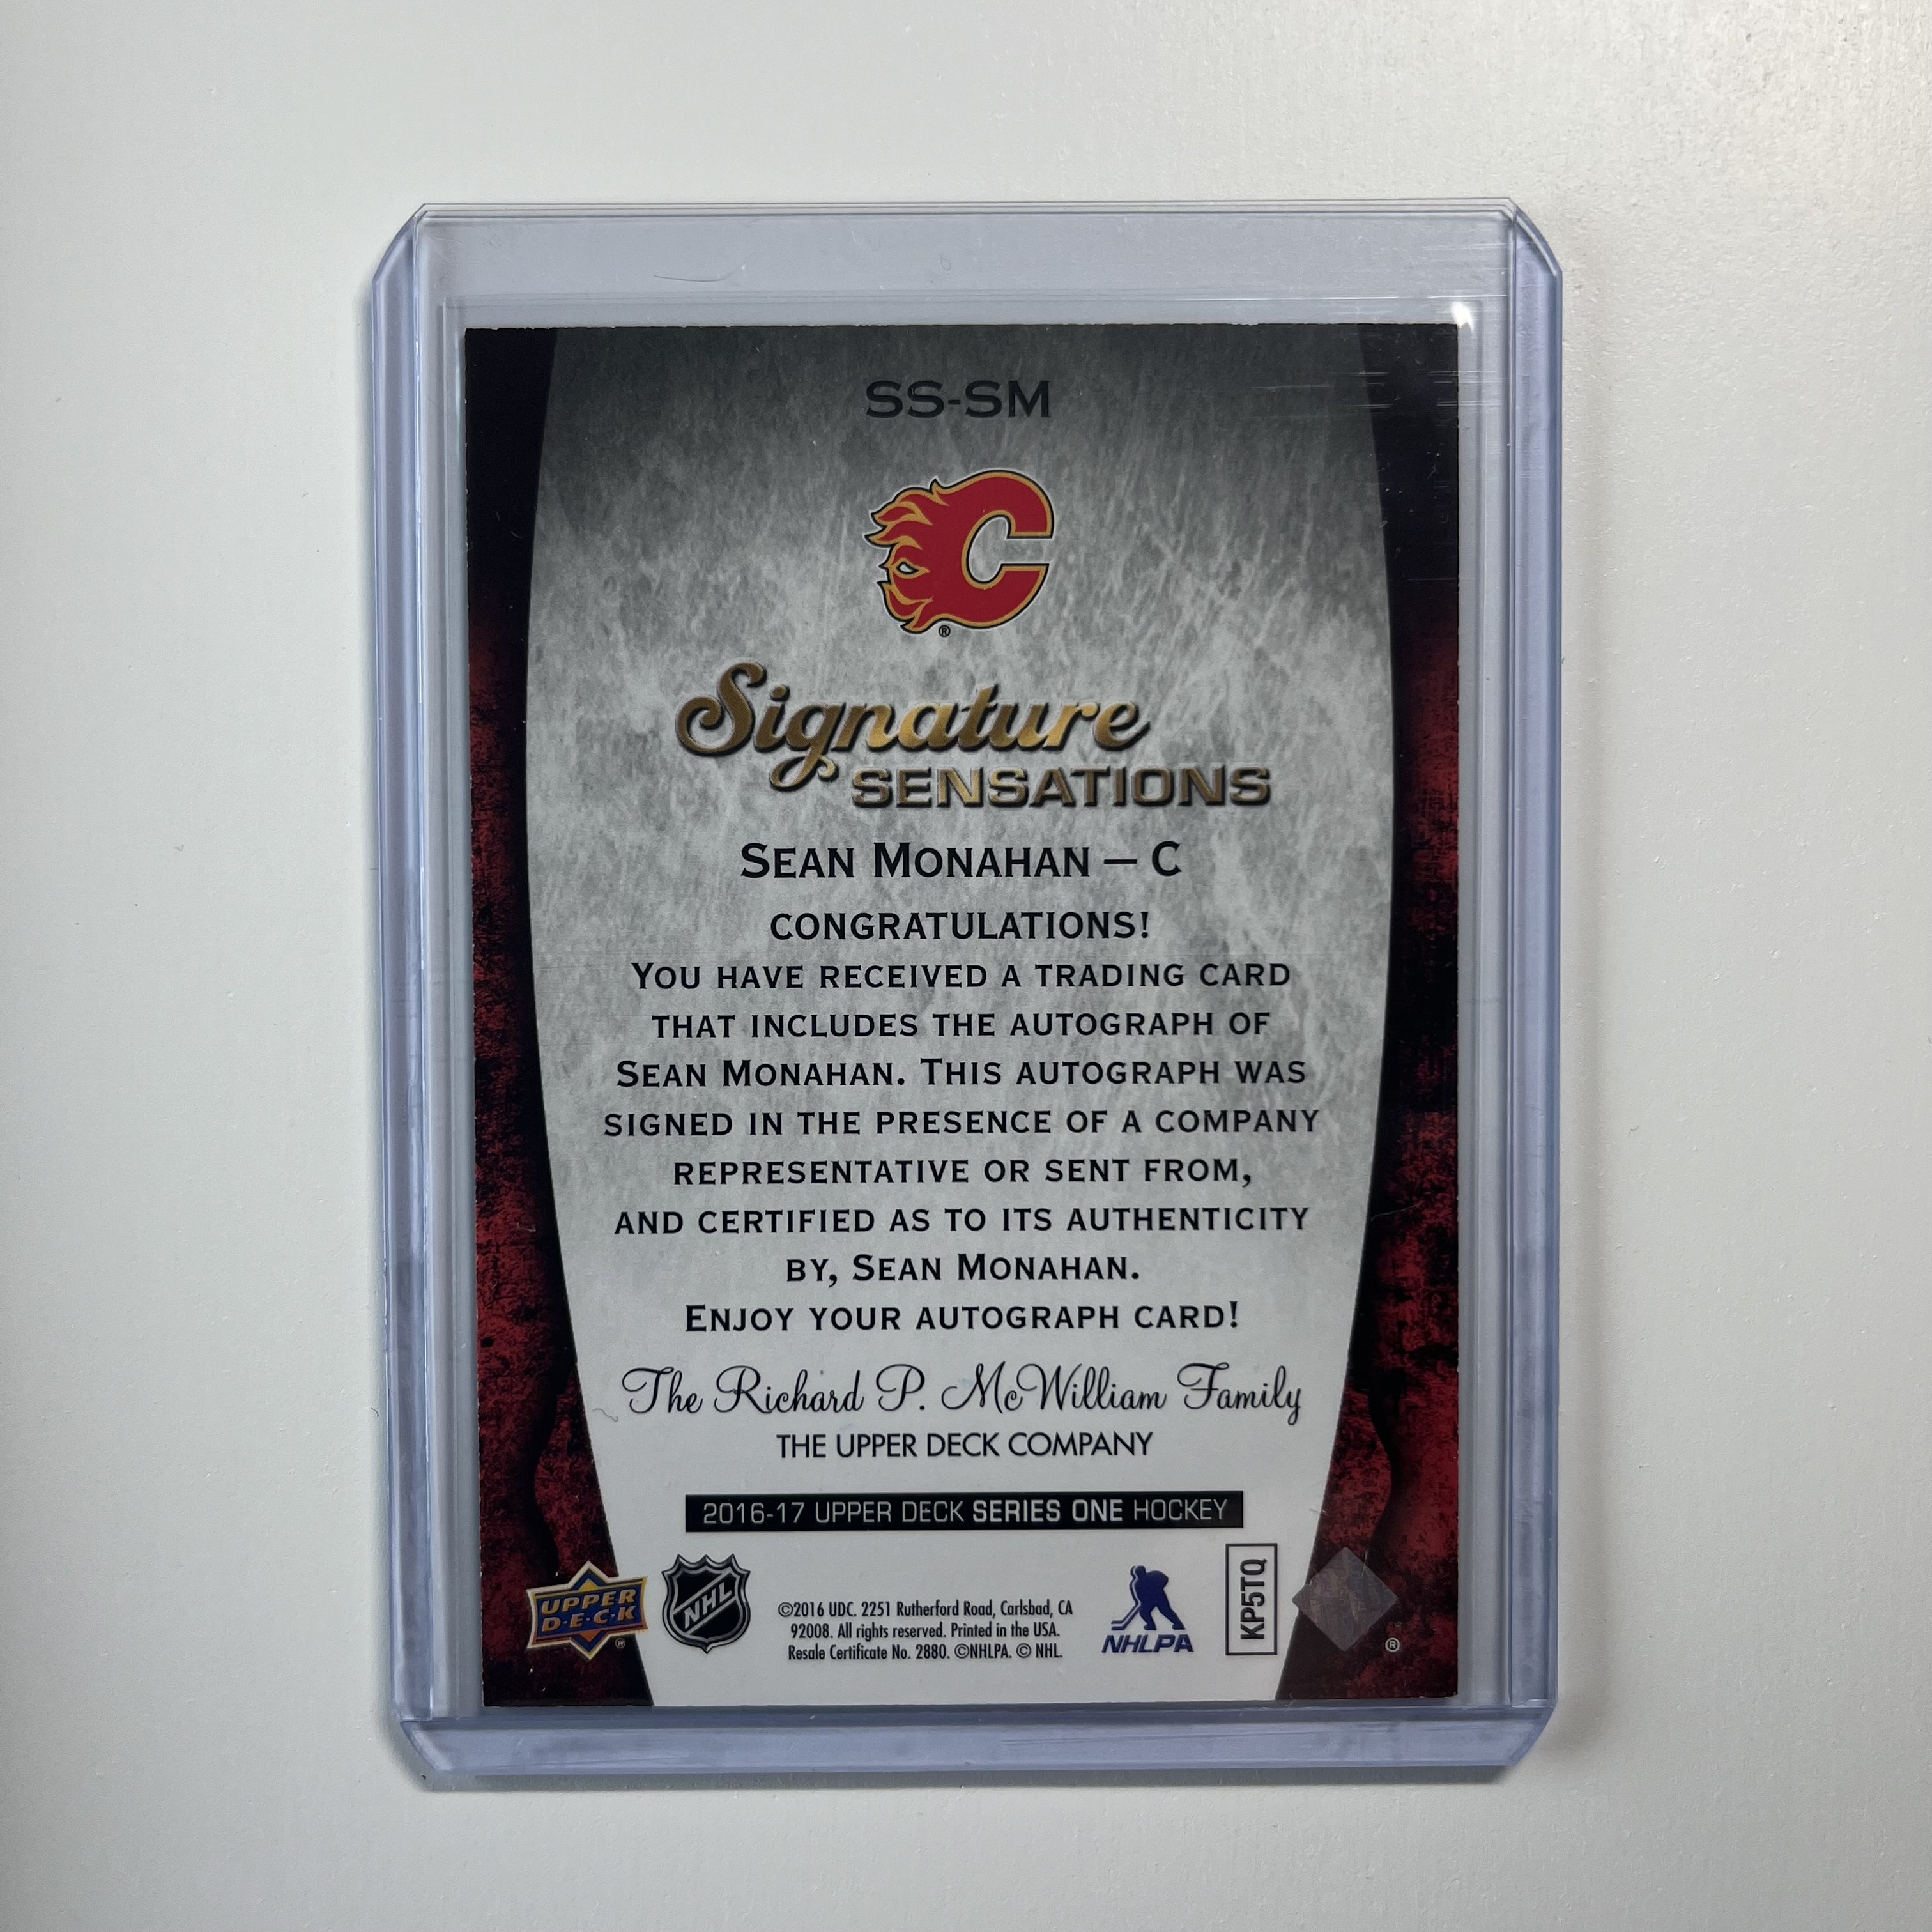 SS-SM
®
Signature
SENSATIONS
SEAN MONAHAN — C
CONGRATULATIONS!
YOU HAVE RECEIVED A TRADING CARD
THAT INCLUDES THE AUTOGRAPH OF
SEAN MONAHAN. THIS AUTOGRAPH WAS
SIGNED IN THE PRESENCE OF A COMPANY
REPRESENTATIVE OR SENT FROM,
AND CERTIFIED AS TO ITS AUTHENTICITY
BY, SEAN MONAHAN.
ENJOY YOUR AUTOGRAPH CARD!
The Richard P. McWilliam Family
THE UPPER DECK COMPANY
2016-17 UPPER DECK SERIES ONE HOCKEY
UPPER
D·E·C·K
NHL
©2016 UDC. 2251 Rutherford Road, Carlsbad, CA
92008. All rights reserved. Printed in the USA.
Resale Certificate No. 2880. ©NHLPA. © NHL.
NHLPA
KP5TQ
®